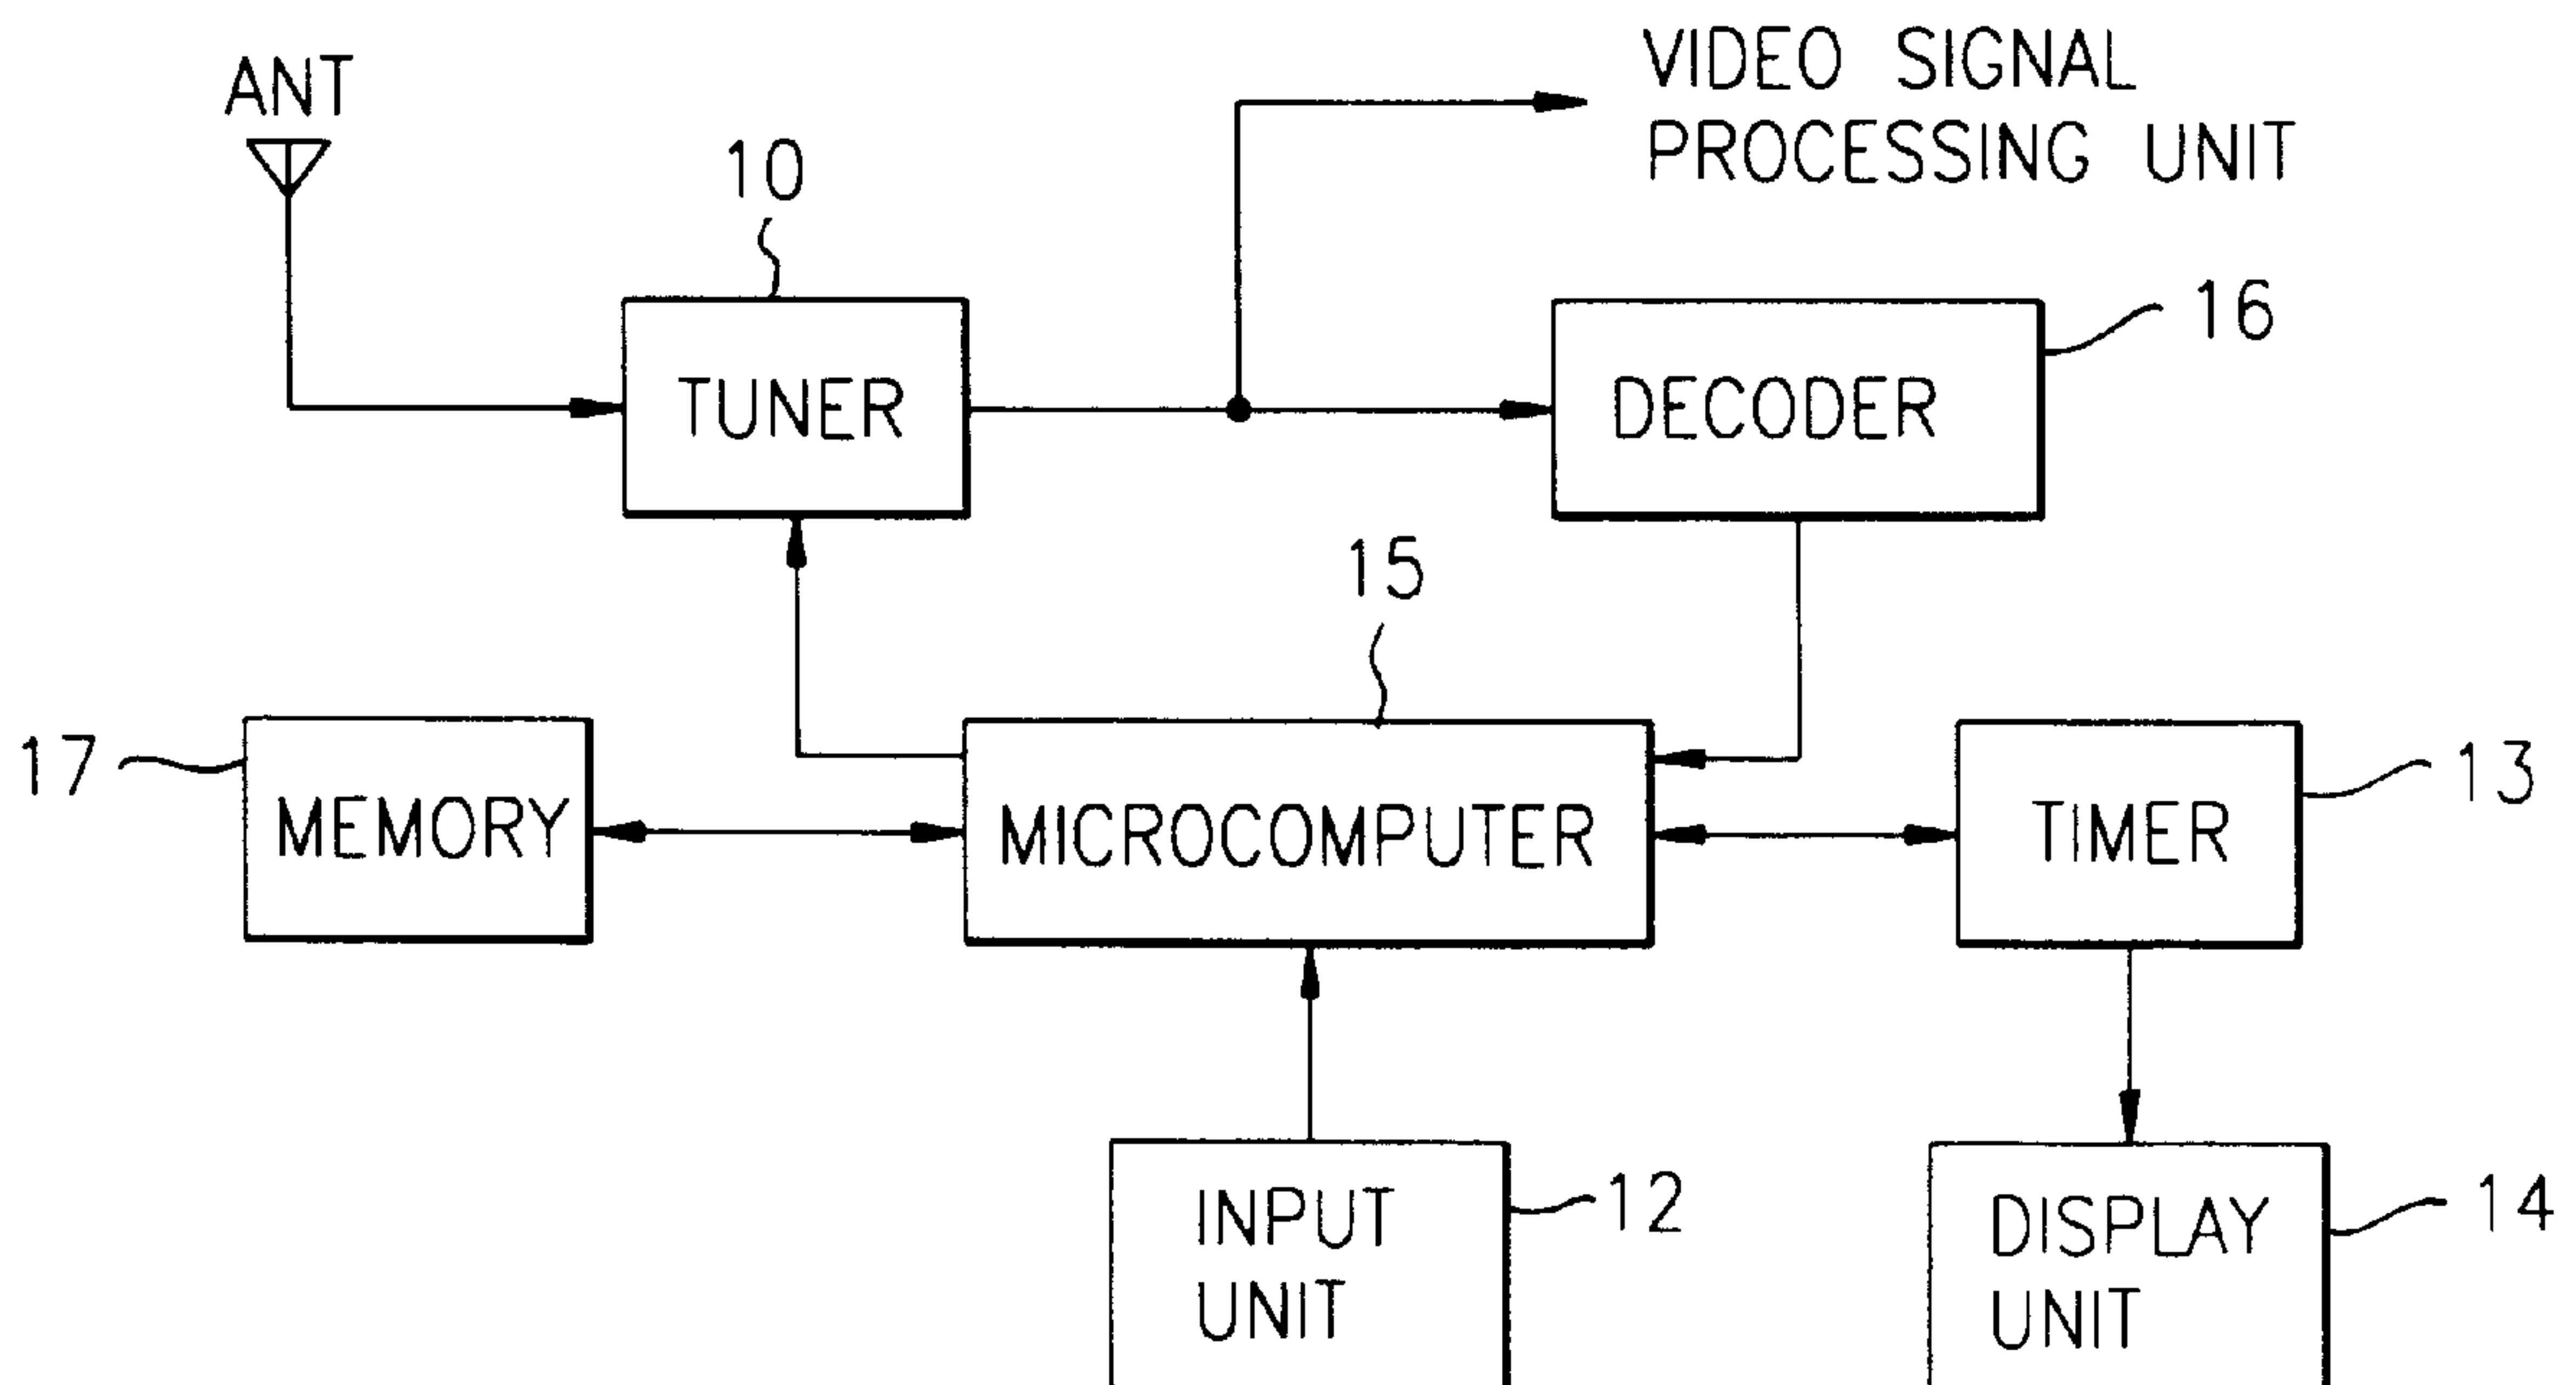 ANT
VIDEO SIGNAL
PROCESSING UNIT
10
TUNER
DECODER
16
15
17
MEMORY
MICROCOMPUTER
TIMER
13
INPUT
UNIT
12
DISPLAY
UNIT
14